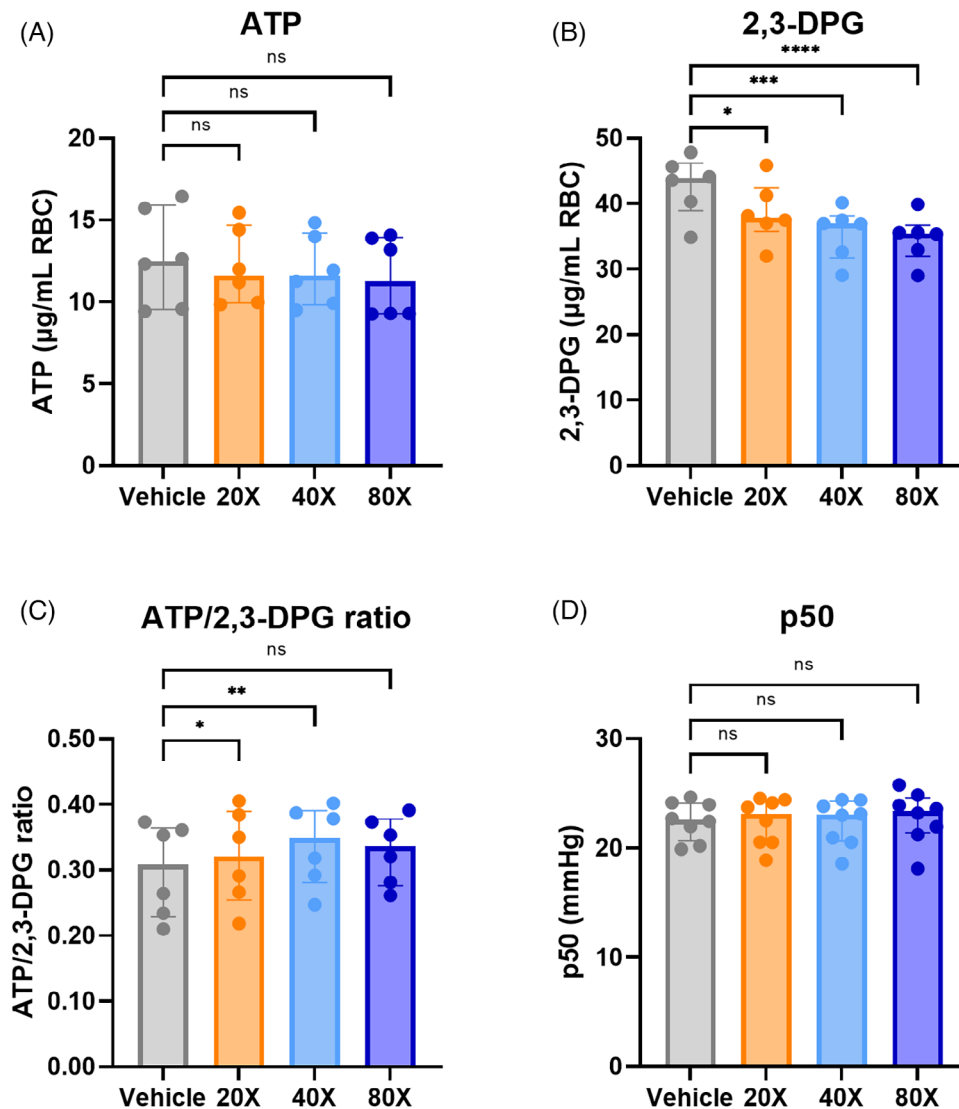 (A)
ATP
ns
ns
ns
20
15
10
5
0
ATP (µg/mL RBC)
Vehicle 20X 40X 80X
(B)
2,3-DPG
****
***
*
50
40
30
20
10
0
2,3-DPG (µg/mL RBC)
Vehicle 20X 40X 80X
(C)
ATP/2,3-DPG ratio
ns
**
*
0.50
0.40
0.30
0.20
0.10
0.00
ATP/2,3-DPG ratio
Vehicle 20X 40X 80X
(D)
p50
ns
ns
ns
30
20
10
0
p50 (mmHg)
Vehicle 20X 40X 80X